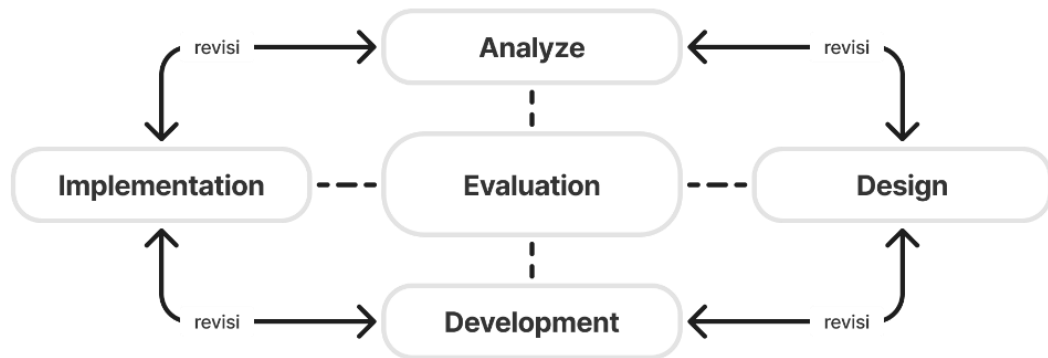 revisi
Analyze
revisi
Implementation
Evaluation
Design
revisi
Development
revisi